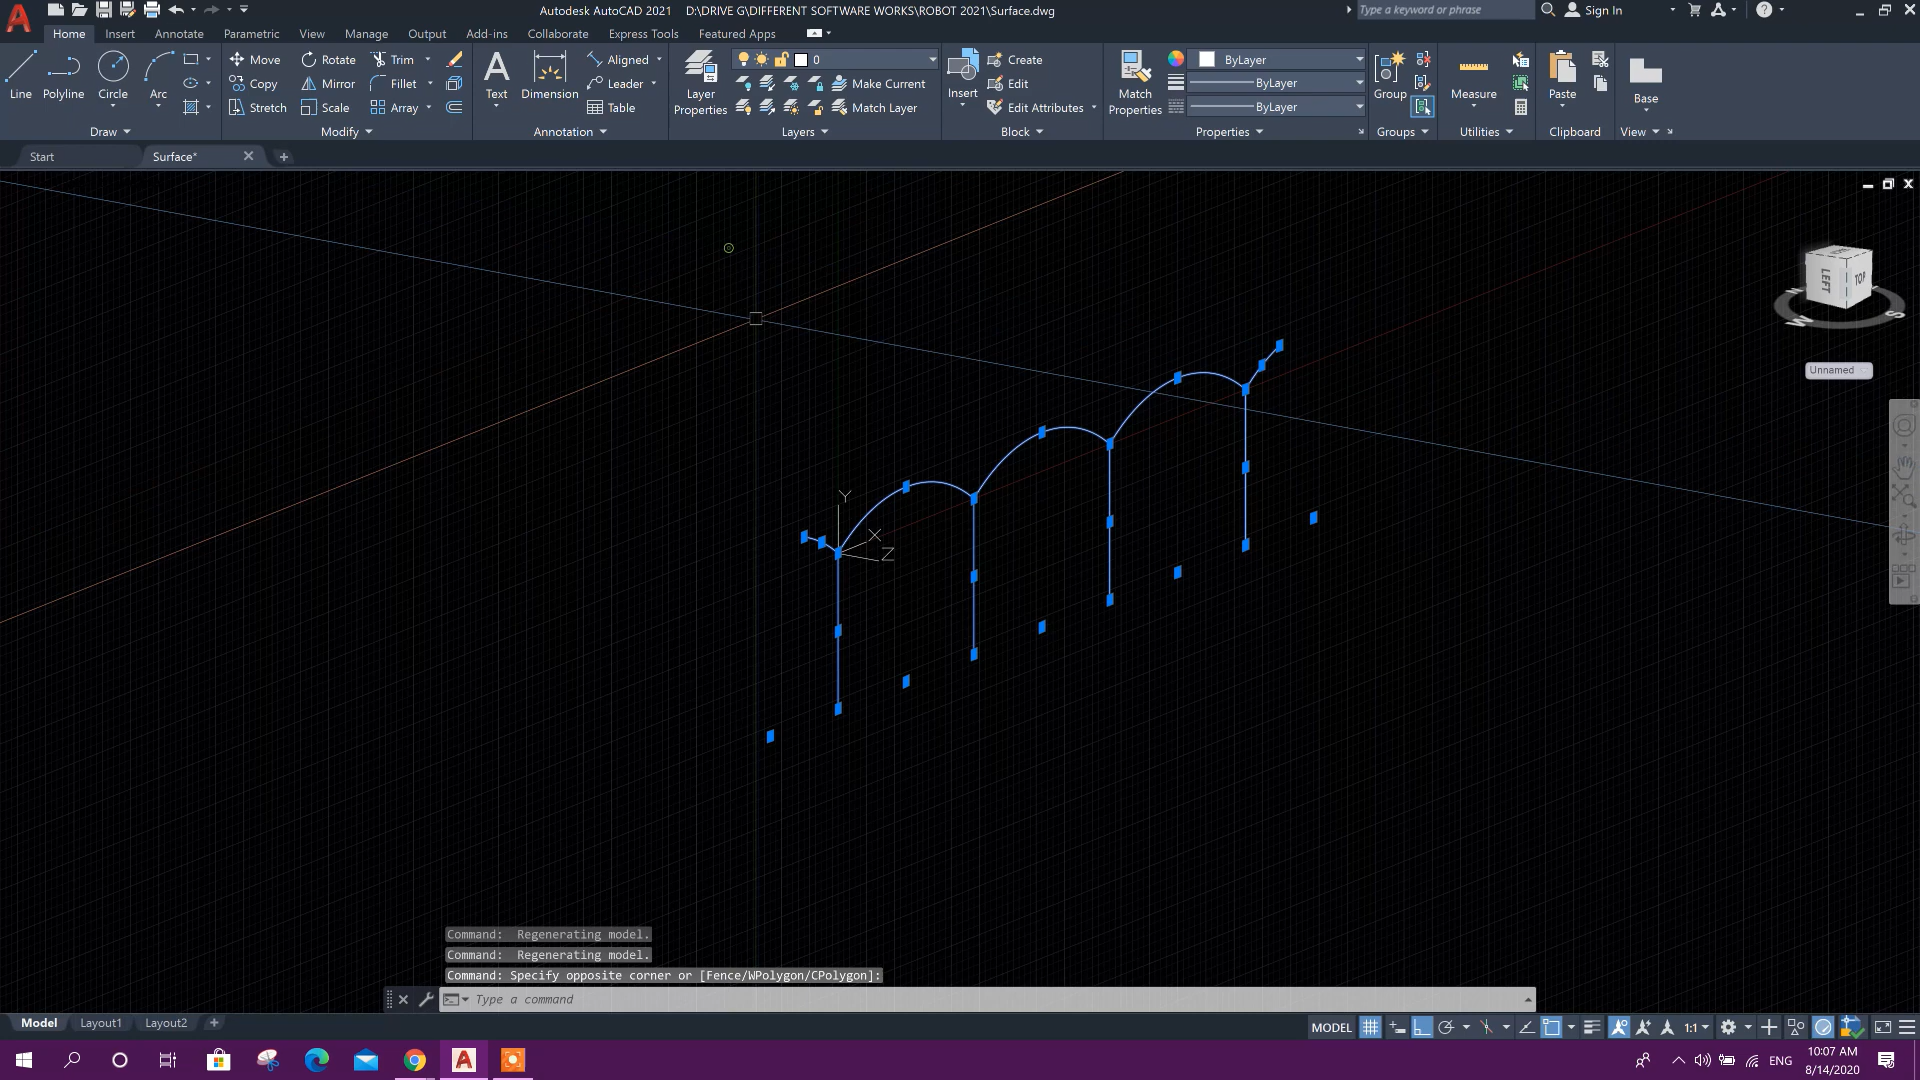 Autodesk AutoCAD 2021 D:\DRIVE G\DIFFERENT SOFTWARE WORKS\ROBOT 2021\Surface.dwg
Type a keyword or phrase
Sign In
Home Insert Annotate Parametric View Manage Output Add-ins Collaborate Express Tools Featured Apps
Line Polyline Circle Arc
Move Rotate Trim
Copy Mirror Fillet
Stretch Scale Array
Text Dimension
Aligned
Leader
Table
Layer Properties
0
Make Current
Match Layer
Insert
Create
Edit
Edit Attributes
Match Properties
ByLayer
ByLayer
ByLayer
Group
Measure
Paste
Base
Draw Modify Annotation Layers Block Properties Groups Utilities Clipboard View
Start Surface*
LEFT TOP
W S
Unnamed
Y
X
Z
Command: Regenerating model.
Command: Regenerating model.
Command: Specify opposite corner or [Fence/WPolygon/CPolygon]:
Type a command
Model Layout1 Layout2
MODEL 1:1
ENG
10:07 AM
8/14/2020